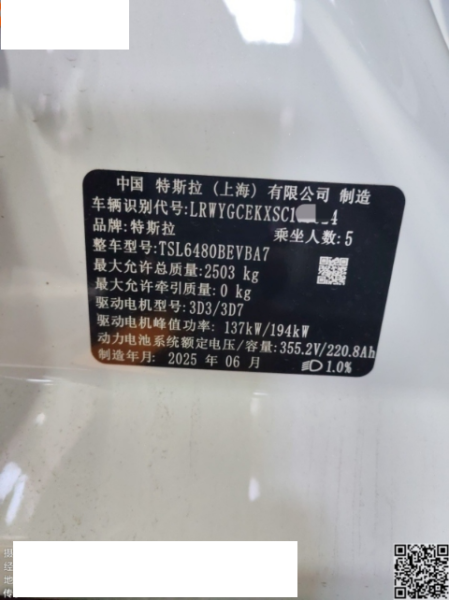 中国 特斯拉(上海)有限公司 制造
车辆识别代号:LRWYGCEKXSC1 4
品牌:特斯拉
乘坐人数:5
整车型号:TSL6480BEVBA7
最大允许总质量:2503 kg
最大允许牵引质量:0 kg
驱动电机型号:3D3/3D7
驱动电机峰值功率: 137kW/194kW
动力电池系统额定电压/容量:355.2V/220.8Ah
制造年月: 2025 年 06 月
1.0%